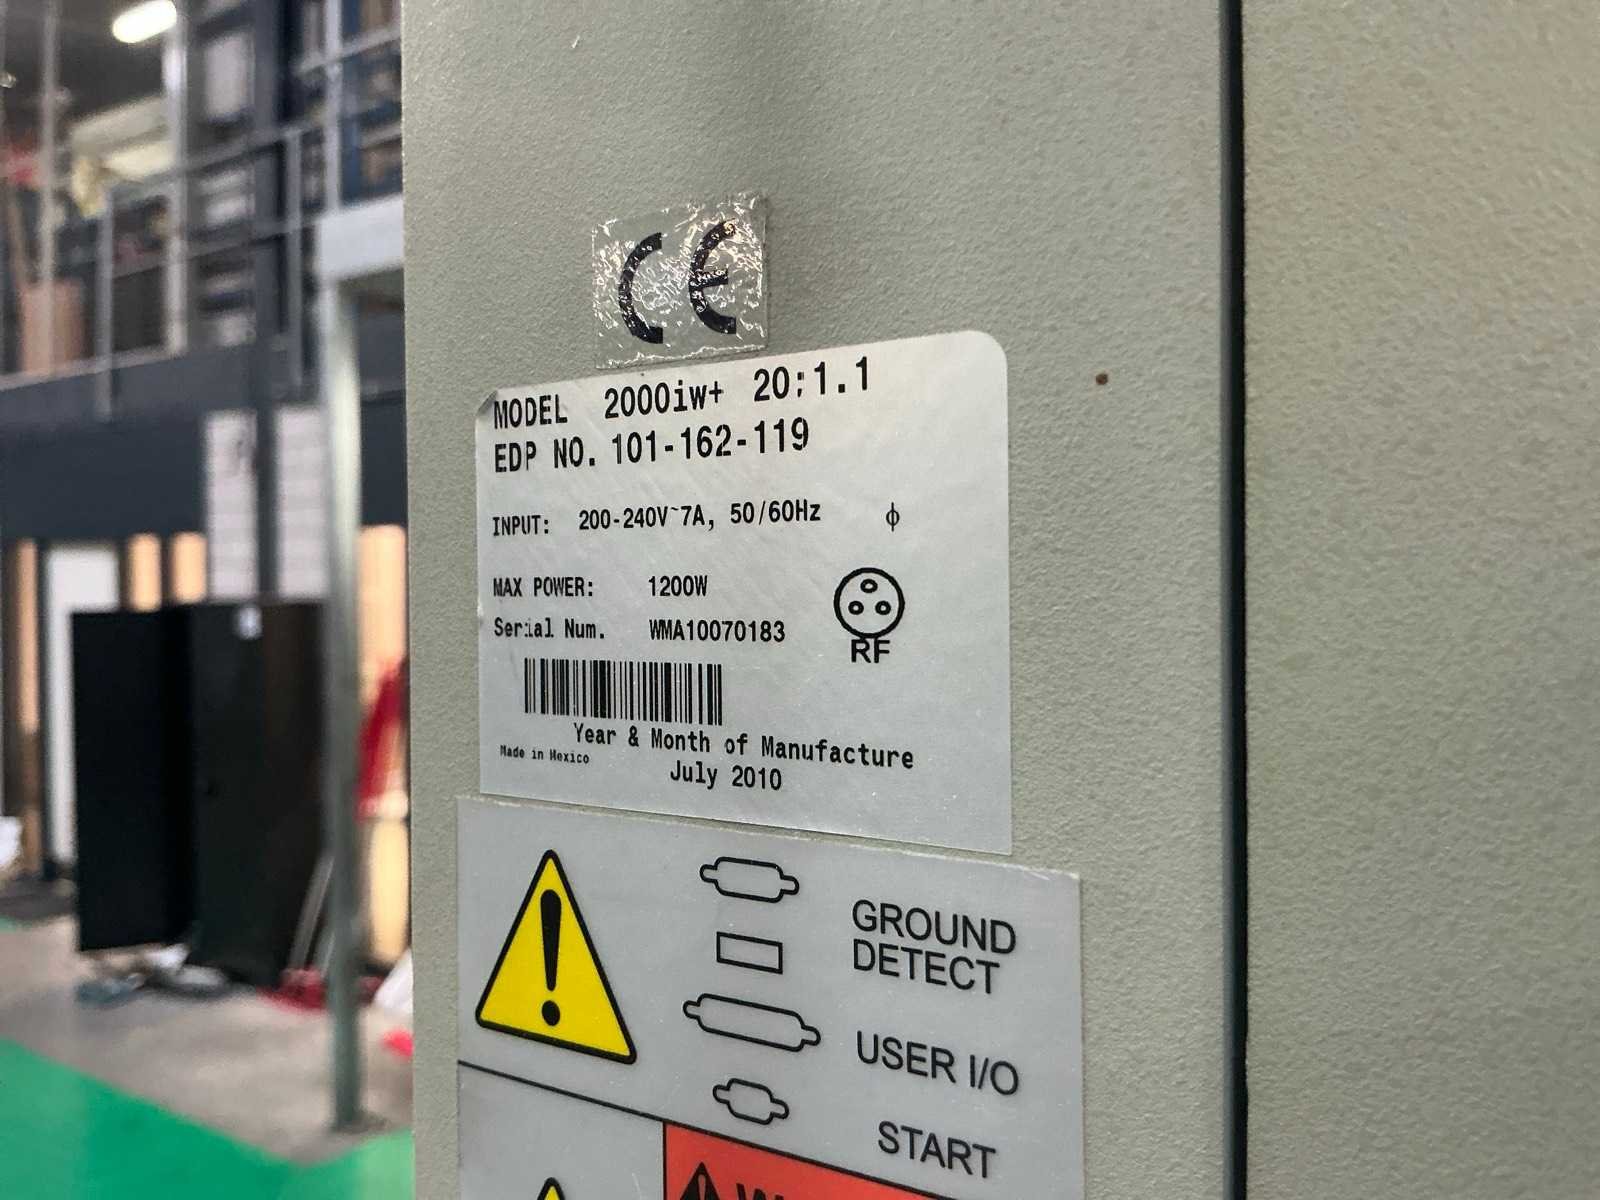 CE
MODEL 2000iw+ 20:1.1
EDP NO. 101-162-119
INPUT: 200-240V~7A, 50/60Hz ϕ
MAX POWER: 1200W
Serial Num. WMA10070183
RF
Year & Month of Manufacture
Made in Mexico
July 2010
GROUND
DETECT
USER I/O
START